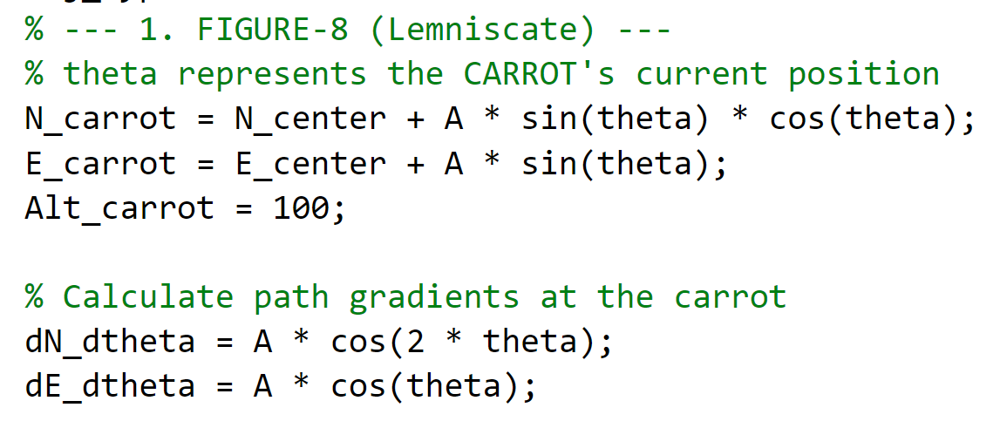 % --- 1. FIGURE-8 (Lemniscate) ---
% theta represents the CARROT's current position
N_carrot = N_center + A * sin(theta) * cos(theta);
E_carrot = E_center + A * sin(theta);
Alt_carrot = 100;
% Calculate path gradients at the carrot
dN_dtheta = A * cos(2 * theta);
dE_dtheta = A * cos(theta);